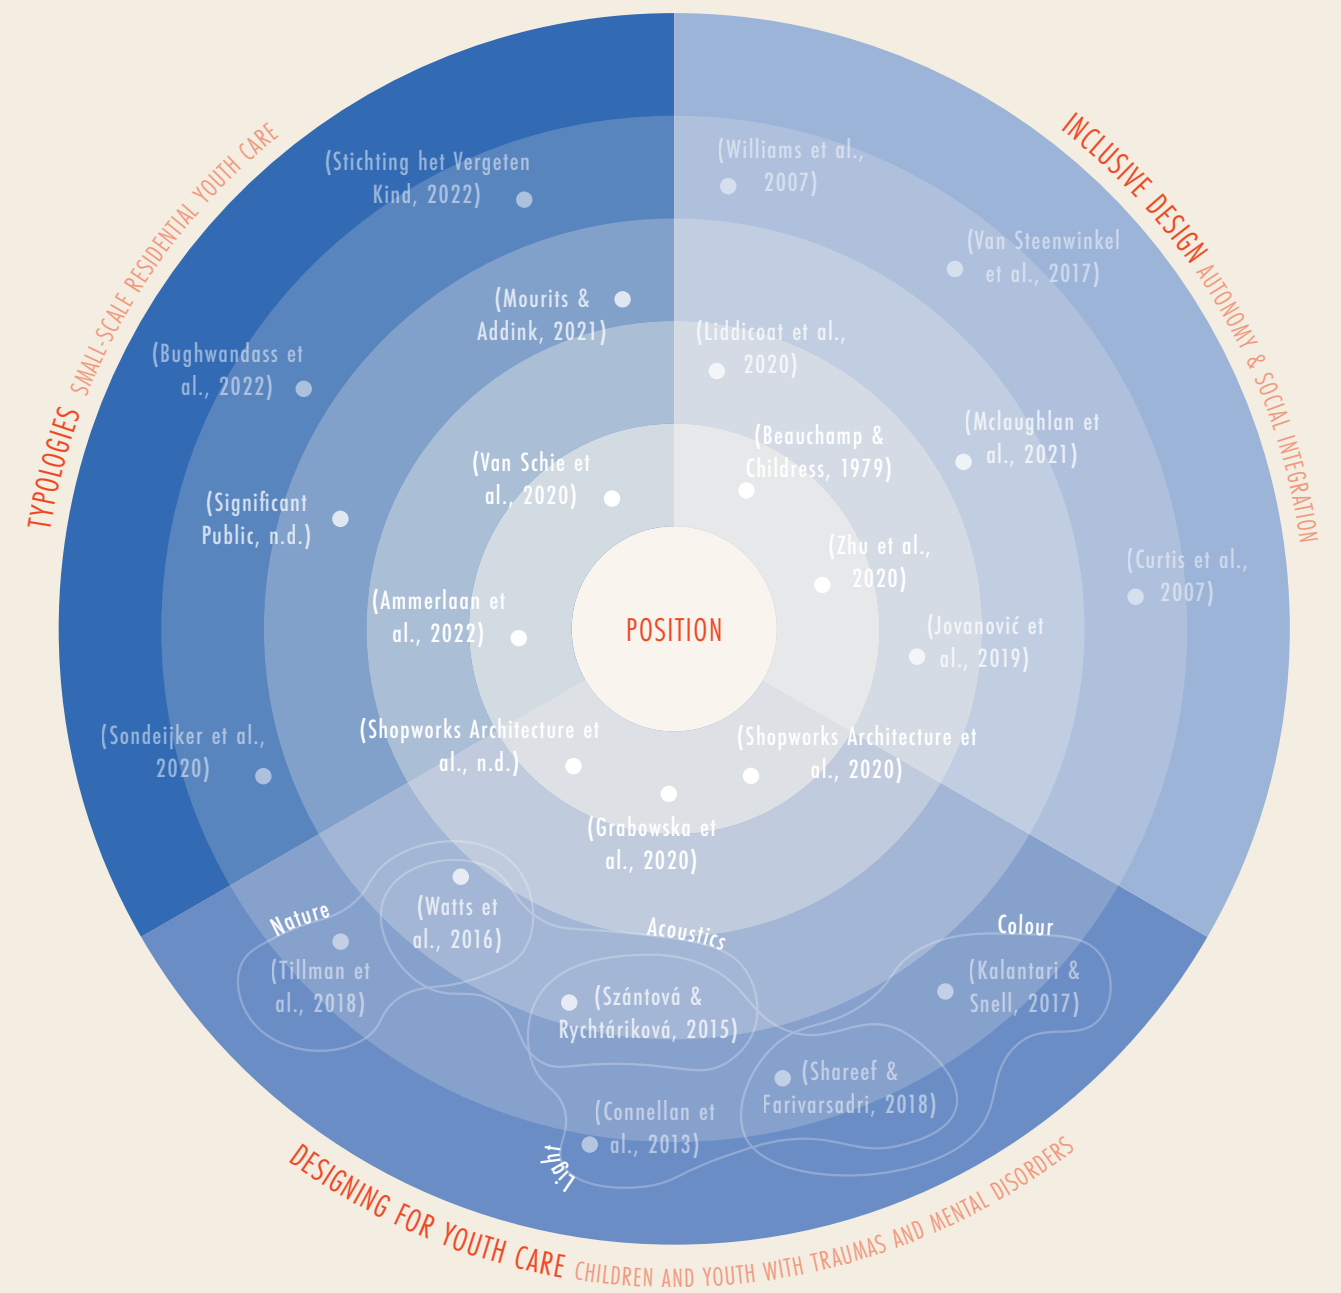 TYPOLOGIES SMALL-SCALE RESIDENTIAL YOUTH CARE
INCLUSIVE DESIGN AUTONOMY & SOCIAL INTEGRATION
(Stichting het Vergeten
Kind, 2022)
(Mourits &
Addink, 2021)
(Bughwandass et
al., 2022)
(Van Schie et
al., 2020)
(Significant
Public, n.d.)
(Ammerlaan et
al., 2022)
(Sondeijker et al.,
2020)
(Williams et al.,
2007)
(Van Steenwinkel
et al., 2017)
(Liddicoat et al.,
2020)
(Beauchamp &
Childress, 1979)
(Mclaughlan et
al., 2021)
(Zhu et al.,
2020)
(Curtis et al.,
2007)
(Jovanović et
al., 2019)
POSITION
(Shopworks Architecture et
al., n.d.)
(Shopworks Architecture et
al., 2020)
(Grabowska et
al., 2020)
Nature
(Watts et
al., 2016)
(Tillman et
al., 2018)
Acoustics
(Szántová &
Rychtáriková, 2015)
Colour
(Kalantari &
Snell, 2017)
(Shareef &
Farivarsadri, 2018)
(Connellan et
al., 2013)
Light
DESIGNING FOR YOUTH CARE CHILDREN AND YOUTH WITH TRAUMAS AND MENTAL DISORDERS